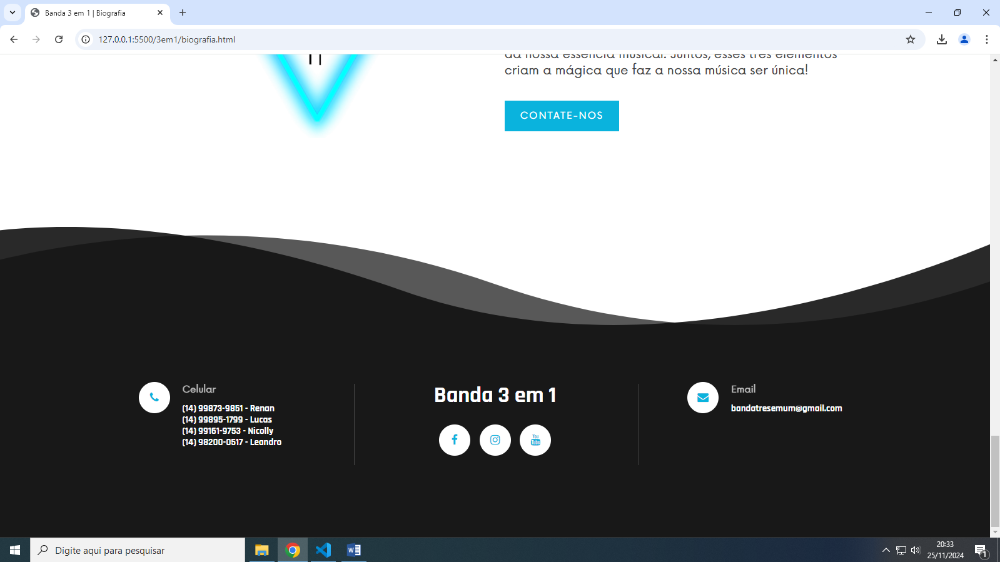 Banda 3 em 1 | Biografia
127.0.0.1:5500/3em1/biografia.html
da nossa essência musical. Juntos, esses três elementos
criam a mágica que faz a nossa música ser única!
CONTATE-NOS
Celular
(14) 99873-9851 - Renan
(14) 99895-1799 - Lucas
(14) 99161-9753 - Nicolly
(14) 98200-0517 - Leandro
Banda 3 em 1
You
Tube
Email
bandatresemum@gmail.com
Digite aqui para pesquisar
W
20:33
25/11/2024
1